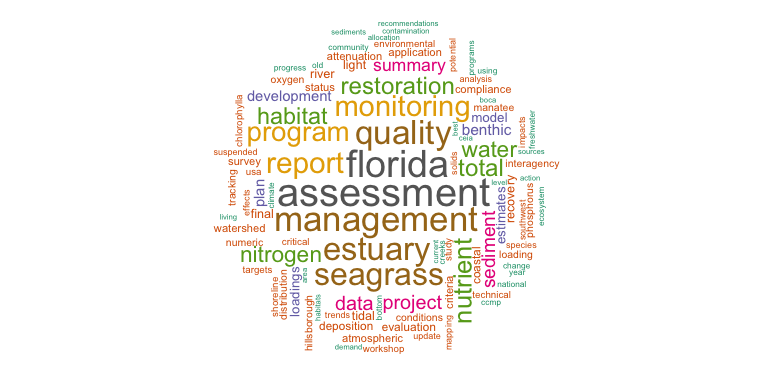 recommendations
sediments contamination
allocation
community environmental
attenuation application
progress old light summary potential programs
oxygen river using
status restoration analysis
development compliance
chlorophylla habitat monitoring boca manatee
model
program quality best benthic impacts freshwater
ceia
suspended water sources
survey report florida solids total interagency
usa
tracking effects plan climate assessment level recovery action
estimates southwest phosphorus ecosystem
living final management
watershed sediment
numeric critical estuary current creeks study species
nitrogen nutrient coastal loading
targets seagrass change
year
shoreline distribution loadings area national
habitats data project criteria technical
ccmp
hillsborough trends tidal bottom conditions
deposition evaluation
atmospheric update mapping
demand workshop